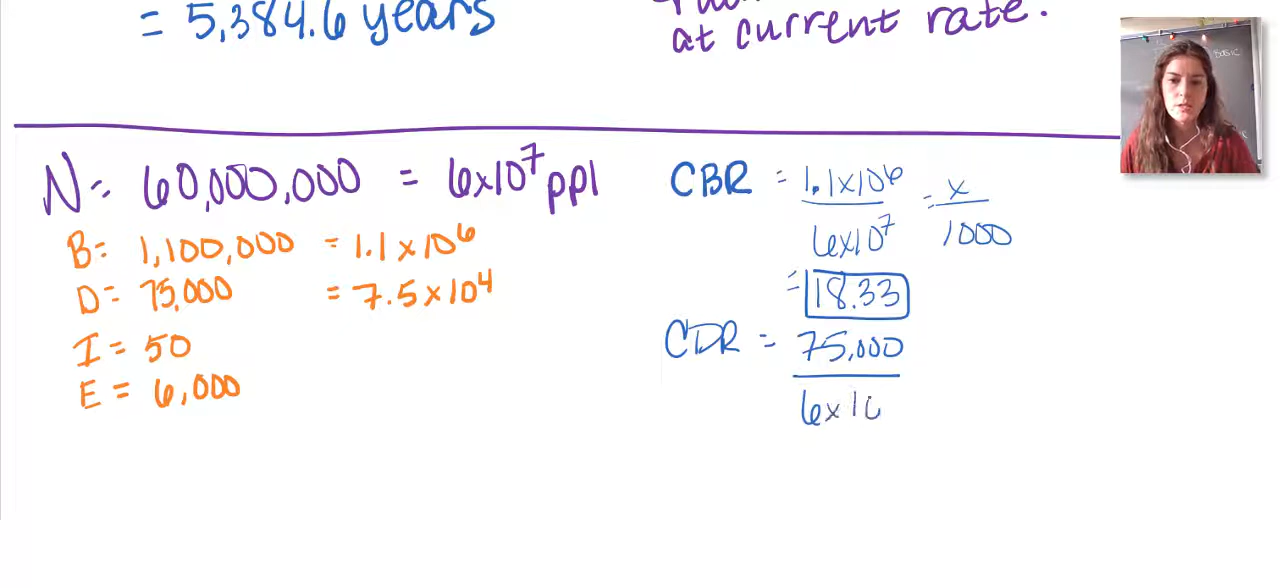 = 5,384.6 years
at current rate.
N = 60,000,000 = 6x10⁷ ppl
B = 1,100,000 = 1.1 x 10⁶
D = 75,000 = 7.5 x 10⁴
I = 50
E = 6,000
CBR = 1.1x10⁶ = x
6x10⁷ 1000
= 18.33
CDR = 75,000
6x10
BASIC